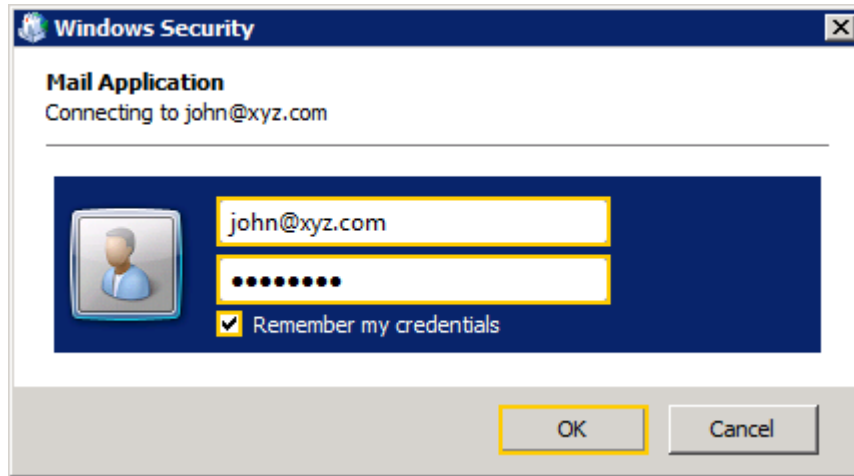 Windows Security
Mail Application
Connecting to john@xyz.com
john@xyz.com
••••••••
Remember my credentials
OK Cancel